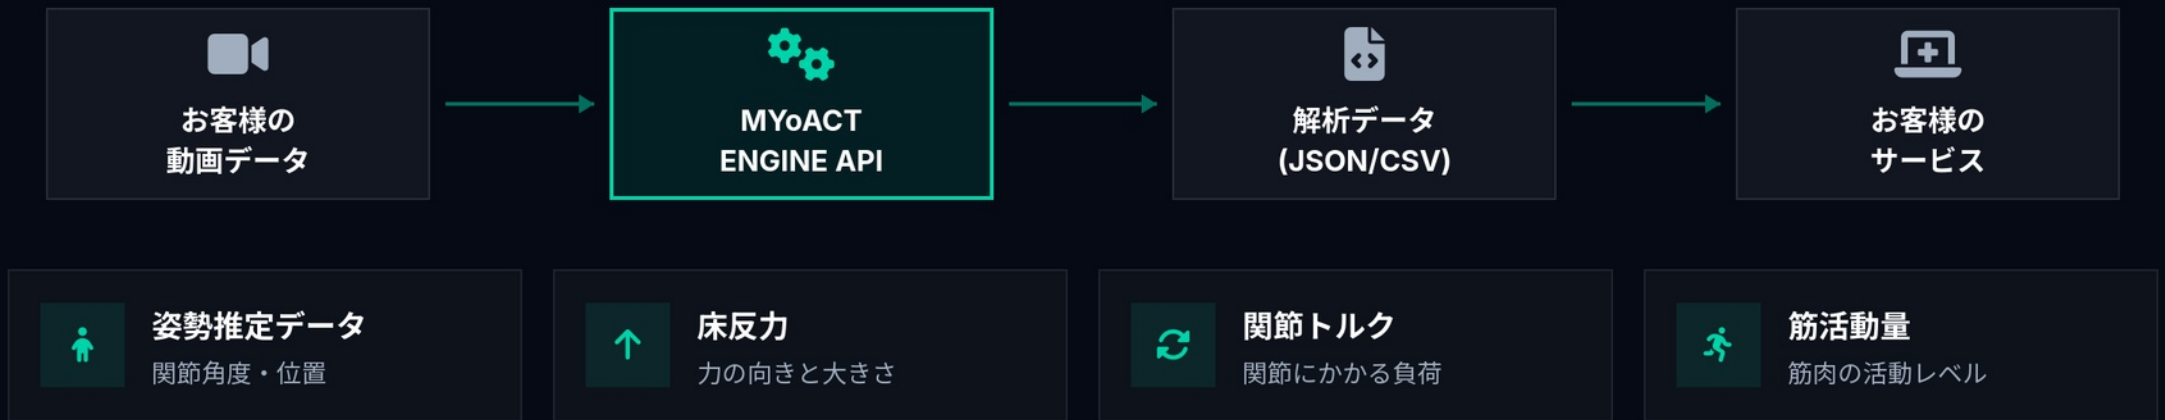 お客様の
動画データ
MYoACT
ENGINE API
解析データ
(JSON/CSV)
お客様の
サービス
姿勢推定データ
関節角度・位置
床反力
力の向きと大きさ
関節トルク
関節にかかる負荷
筋活動量
筋肉の活動レベル